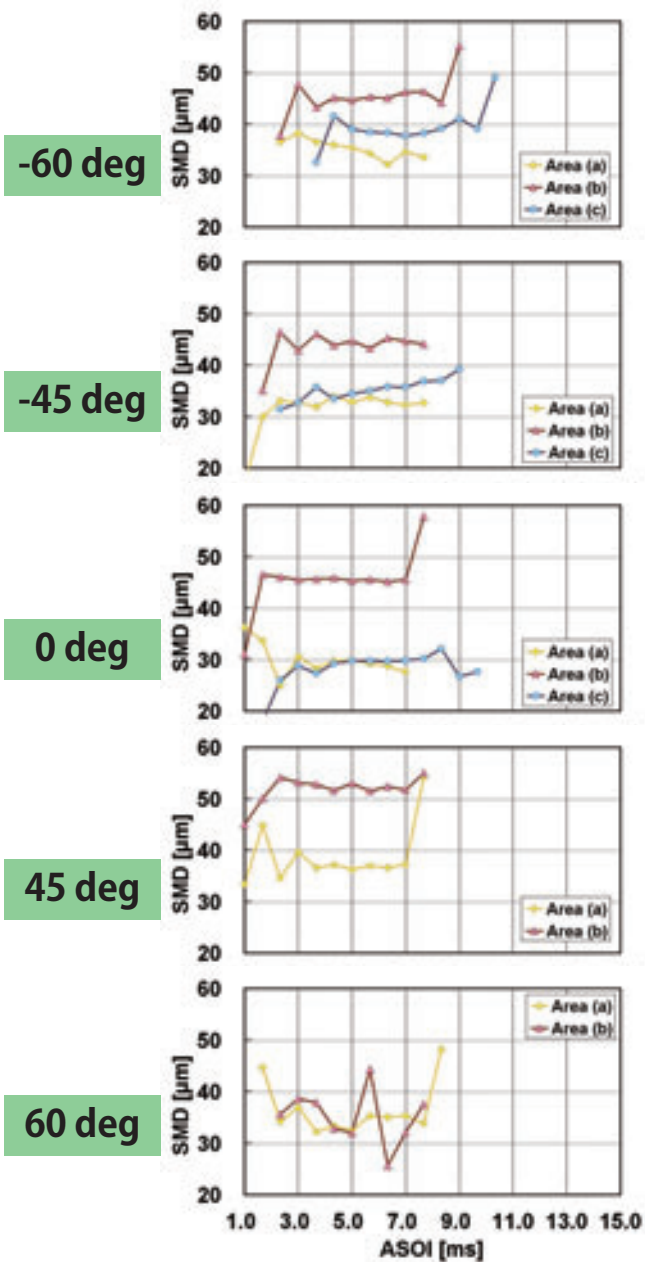 -60 deg
SMD [µm]
60
50
40
30
20
Area (a)
Area (b)
Area (c)
-45 deg
SMD [µm]
60
50
40
30
20
Area (a)
Area (b)
Area (c)
0 deg
SMD [µm]
60
50
40
30
20
Area (a)
Area (b)
Area (c)
45 deg
SMD [µm]
60
50
40
30
20
Area (a)
Area (b)
60 deg
SMD [µm]
60
50
40
30
20
Area (a)
Area (b)
1.0 3.0 5.0 7.0 9.0 11.0 13.0 15.0
ASOI [ms]